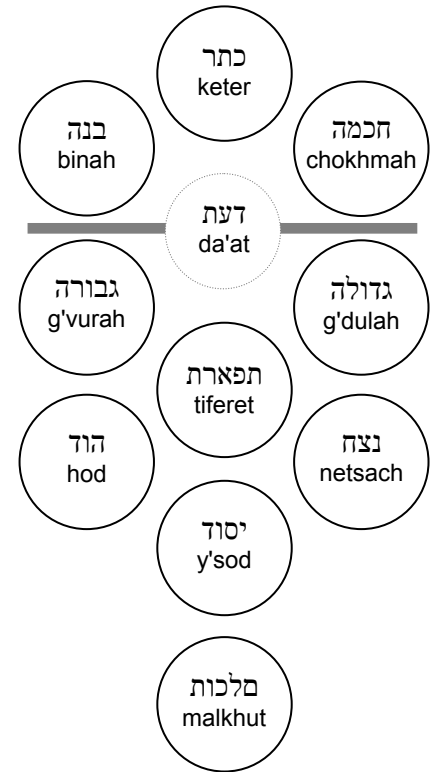 כתר
keter
בנה
binah
חכמה
chokhmah
דעת
da'at
גבורה
g'vurah
גדולה
g'dulah
תפארת
tiferet
הוד
hod
נצח
netsach
יסוד
y'sod
םלכות
malkhut